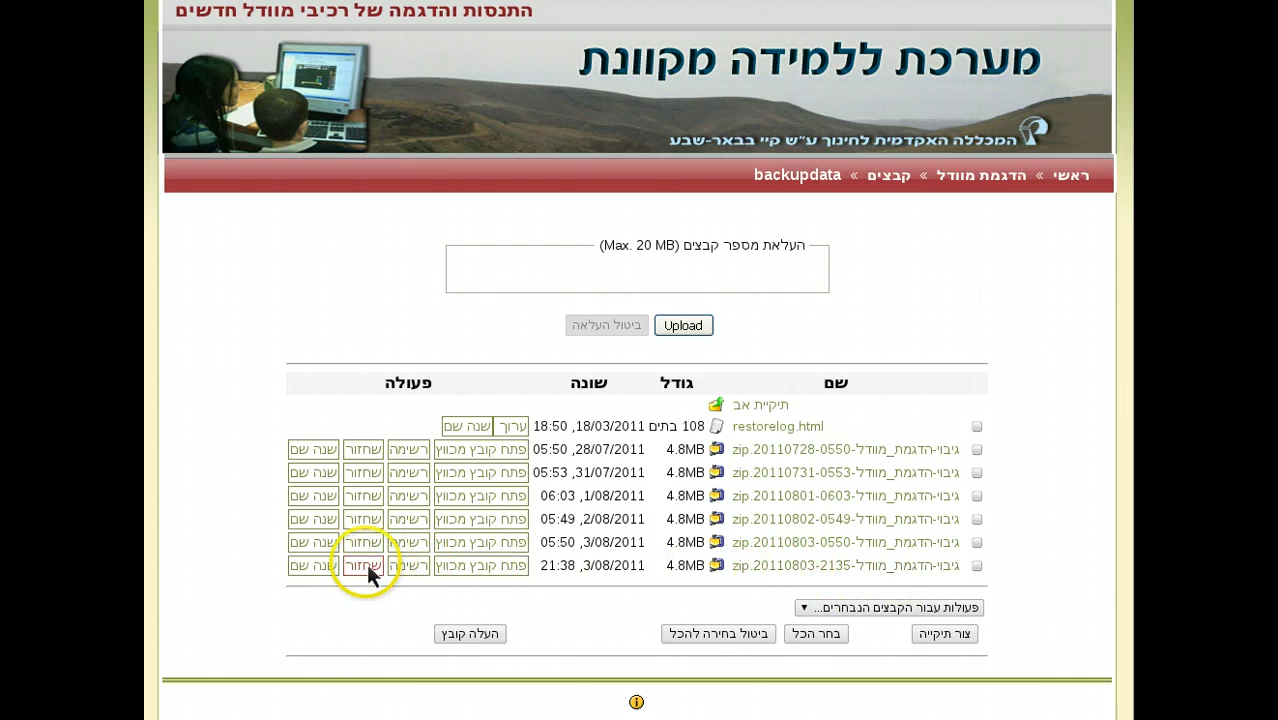 התנסות והדגמה של רכיבי מוודל חדשים
מערכת ללמידה מקוונת
המכללה האקדמית לחינוך ע"ש קיי בבאר-שבע
ראשי » הדגמת מוודל » קבצים » backupdata
העלאת מספר קבצים (Max. 20 MB)
Upload ביטול העלאה
שם גודל שונה פעולה
תיקיית אב
restorelog.html 108 בתים 18/03/2011, 18:50 ערוך שנה שם
גיבוי-הדגמת_מוודל-20110728-0550.zip 4.8MB 28/07/2011, 05:50 פתח קובץ מכווץ רשימה שחזור שנה שם
גיבוי-הדגמת_מוודל-20110731-0553.zip 4.8MB 31/07/2011, 05:53 פתח קובץ מכווץ רשימה שחזור שנה שם
גיבוי-הדגמת_מוודל-20110801-0603.zip 4.8MB 1/08/2011, 06:03 פתח קובץ מכווץ רשימה שחזור שנה שם
גיבוי-הדגמת_מוודל-20110802-0549.zip 4.8MB 2/08/2011, 05:49 פתח קובץ מכווץ רשימה שחזור שנה שם
גיבוי-הדגמת_מוודל-20110803-0550.zip 4.8MB 3/08/2011, 05:50 פתח קובץ מכווץ רשימה שחזור שנה שם
גיבוי-הדגמת_מוודל-20110803-2135.zip 4.8MB 3/08/2011, 21:38 פתח קובץ מכווץ רשימה שחזור שנה שם
פעולות עבור הקבצים הנבחרים...
צור תיקייה בחר הכל ביטול בחירה להכל העלה קובץ